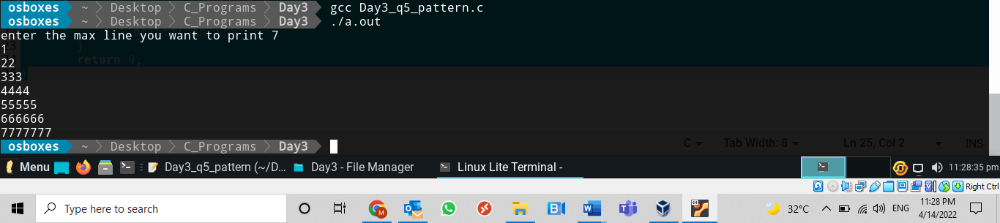 osboxes ~ Desktop C_Programs Day3 gcc Day3_q5_pattern.c
osboxes ~ Desktop C_Programs Day3 ./a.out
enter the max line you want to print 7
1
22
return 0;
333
4444
55555
666666
7777777
osboxes ~ Desktop C_Programs Day3
C Tab Width: 8 Ln 25, Col 2 INS
Menu Day3_q5_pattern (~/D... Day3 - File Manager Linux Lite Terminal - 11:28:35 pm
Right Ctrl
Type here to search 32°C ENG 11:28 PM
4/14/2022